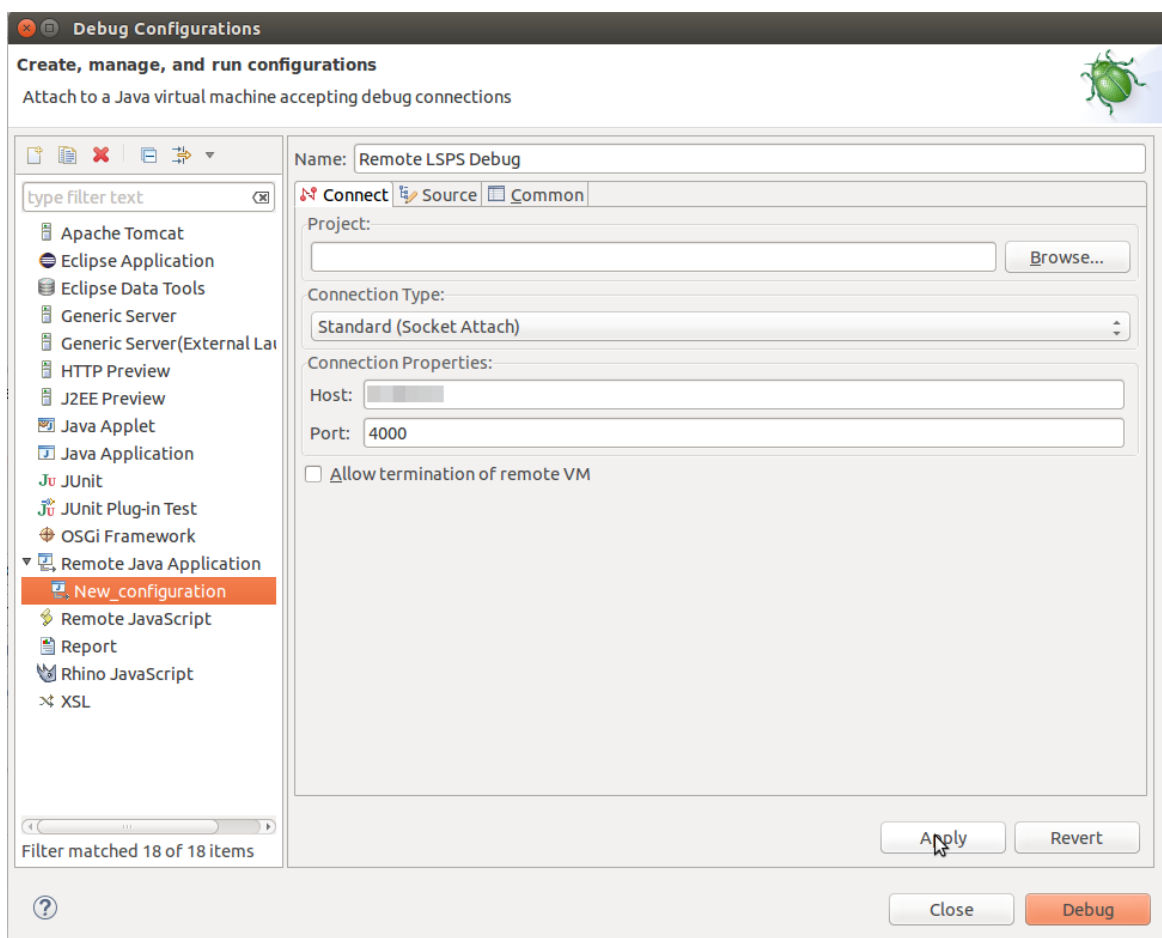 Debug Configurations
Create, manage, and run configurations
Attach to a Java virtual machine accepting debug connections
type filter text
Apache Tomcat
Eclipse Application
Eclipse Data Tools
Generic Server
Generic Server(External Lau
HTTP Preview
J2EE Preview
Java Applet
Java Application
JUnit
JUnit Plug-in Test
OSGi Framework
Remote Java Application
New_configuration
Remote JavaScript
Report
Rhino JavaScript
XSL
Filter matched 18 of 18 items
Name: Remote LSPS Debug
Connect Source Common
Project:
Browse...
Connection Type:
Standard (Socket Attach)
Connection Properties:
Host:
Port: 4000
Allow termination of remote VM
Apply Revert
Close Debug